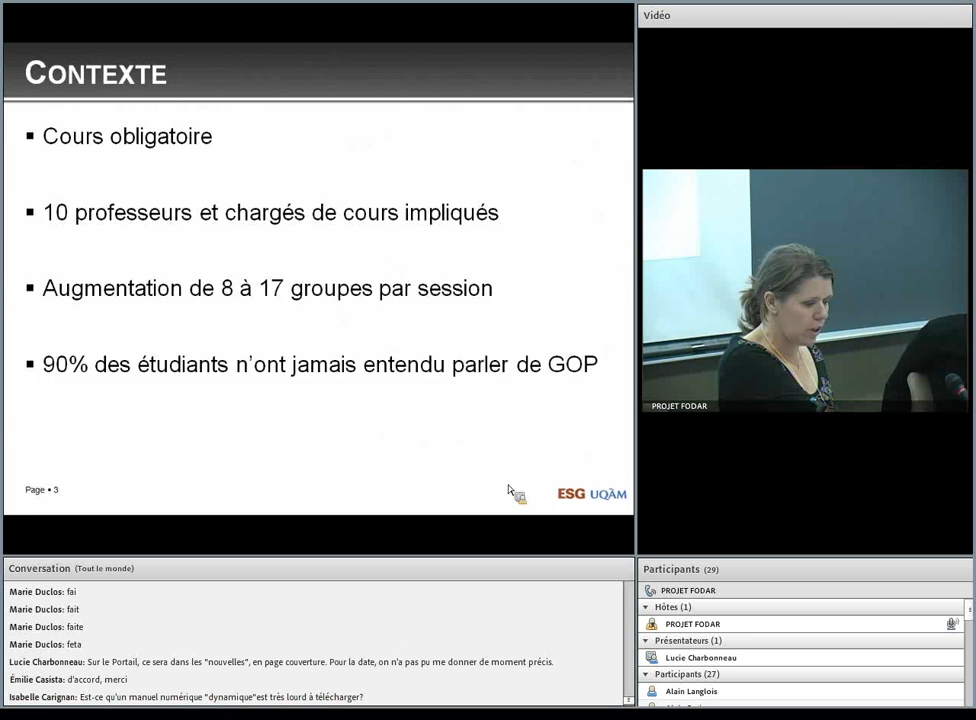 CONTEXTE
▪ Cours obligatoire
▪ 10 professeurs et chargés de cours impliqués
▪ Augmentation de 8 à 17 groupes par session
▪ 90% des étudiants n'ont jamais entendu parler de GOP
Page ▪ 3
ESG UQÀM
Vidéo
PROJET FODAR
Conversation (Tout le monde)
Marie Duclos: fai
Marie Duclos: fait
Marie Duclos: faite
Marie Duclos: feta
Lucie Charbonneau: Sur le Portail, ce sera dans les "nouvelles", en page couverture. Pour la date, on n'a pas pu me donner de moment précis.
Émilie Casista: d'accord, merci
Isabelle Carignan: Est-ce qu'un manuel numérique "dynamique"est très lourd à télécharger?
Participants (29)
PROJET FODAR
Hôtes (1)
PROJET FODAR
Présentateurs (1)
Lucie Charbonneau
Participants (27)
Alain Langlois